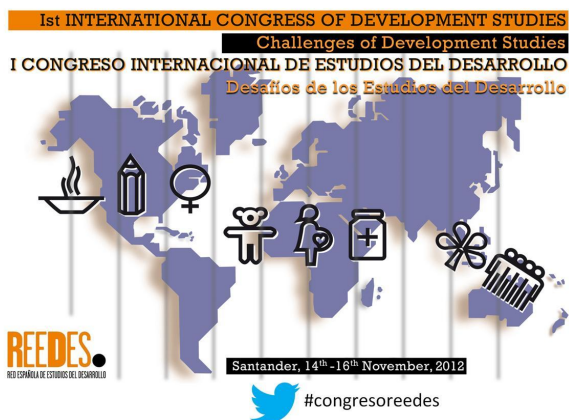 Ist INTERNATIONAL CONGRESS OF DEVELOPMENT STUDIES
Challenges of Development Studies
I CONGRESO INTERNACIONAL DE ESTUDIOS DEL DESARROLLO
Desafíos de los Estudios del Desarrollo
REEDES.
RED ESPAÑOLA DE ESTUDIOS DEL DESARROLLO
Santander, 14th -16th November, 2012
#congresoreedes